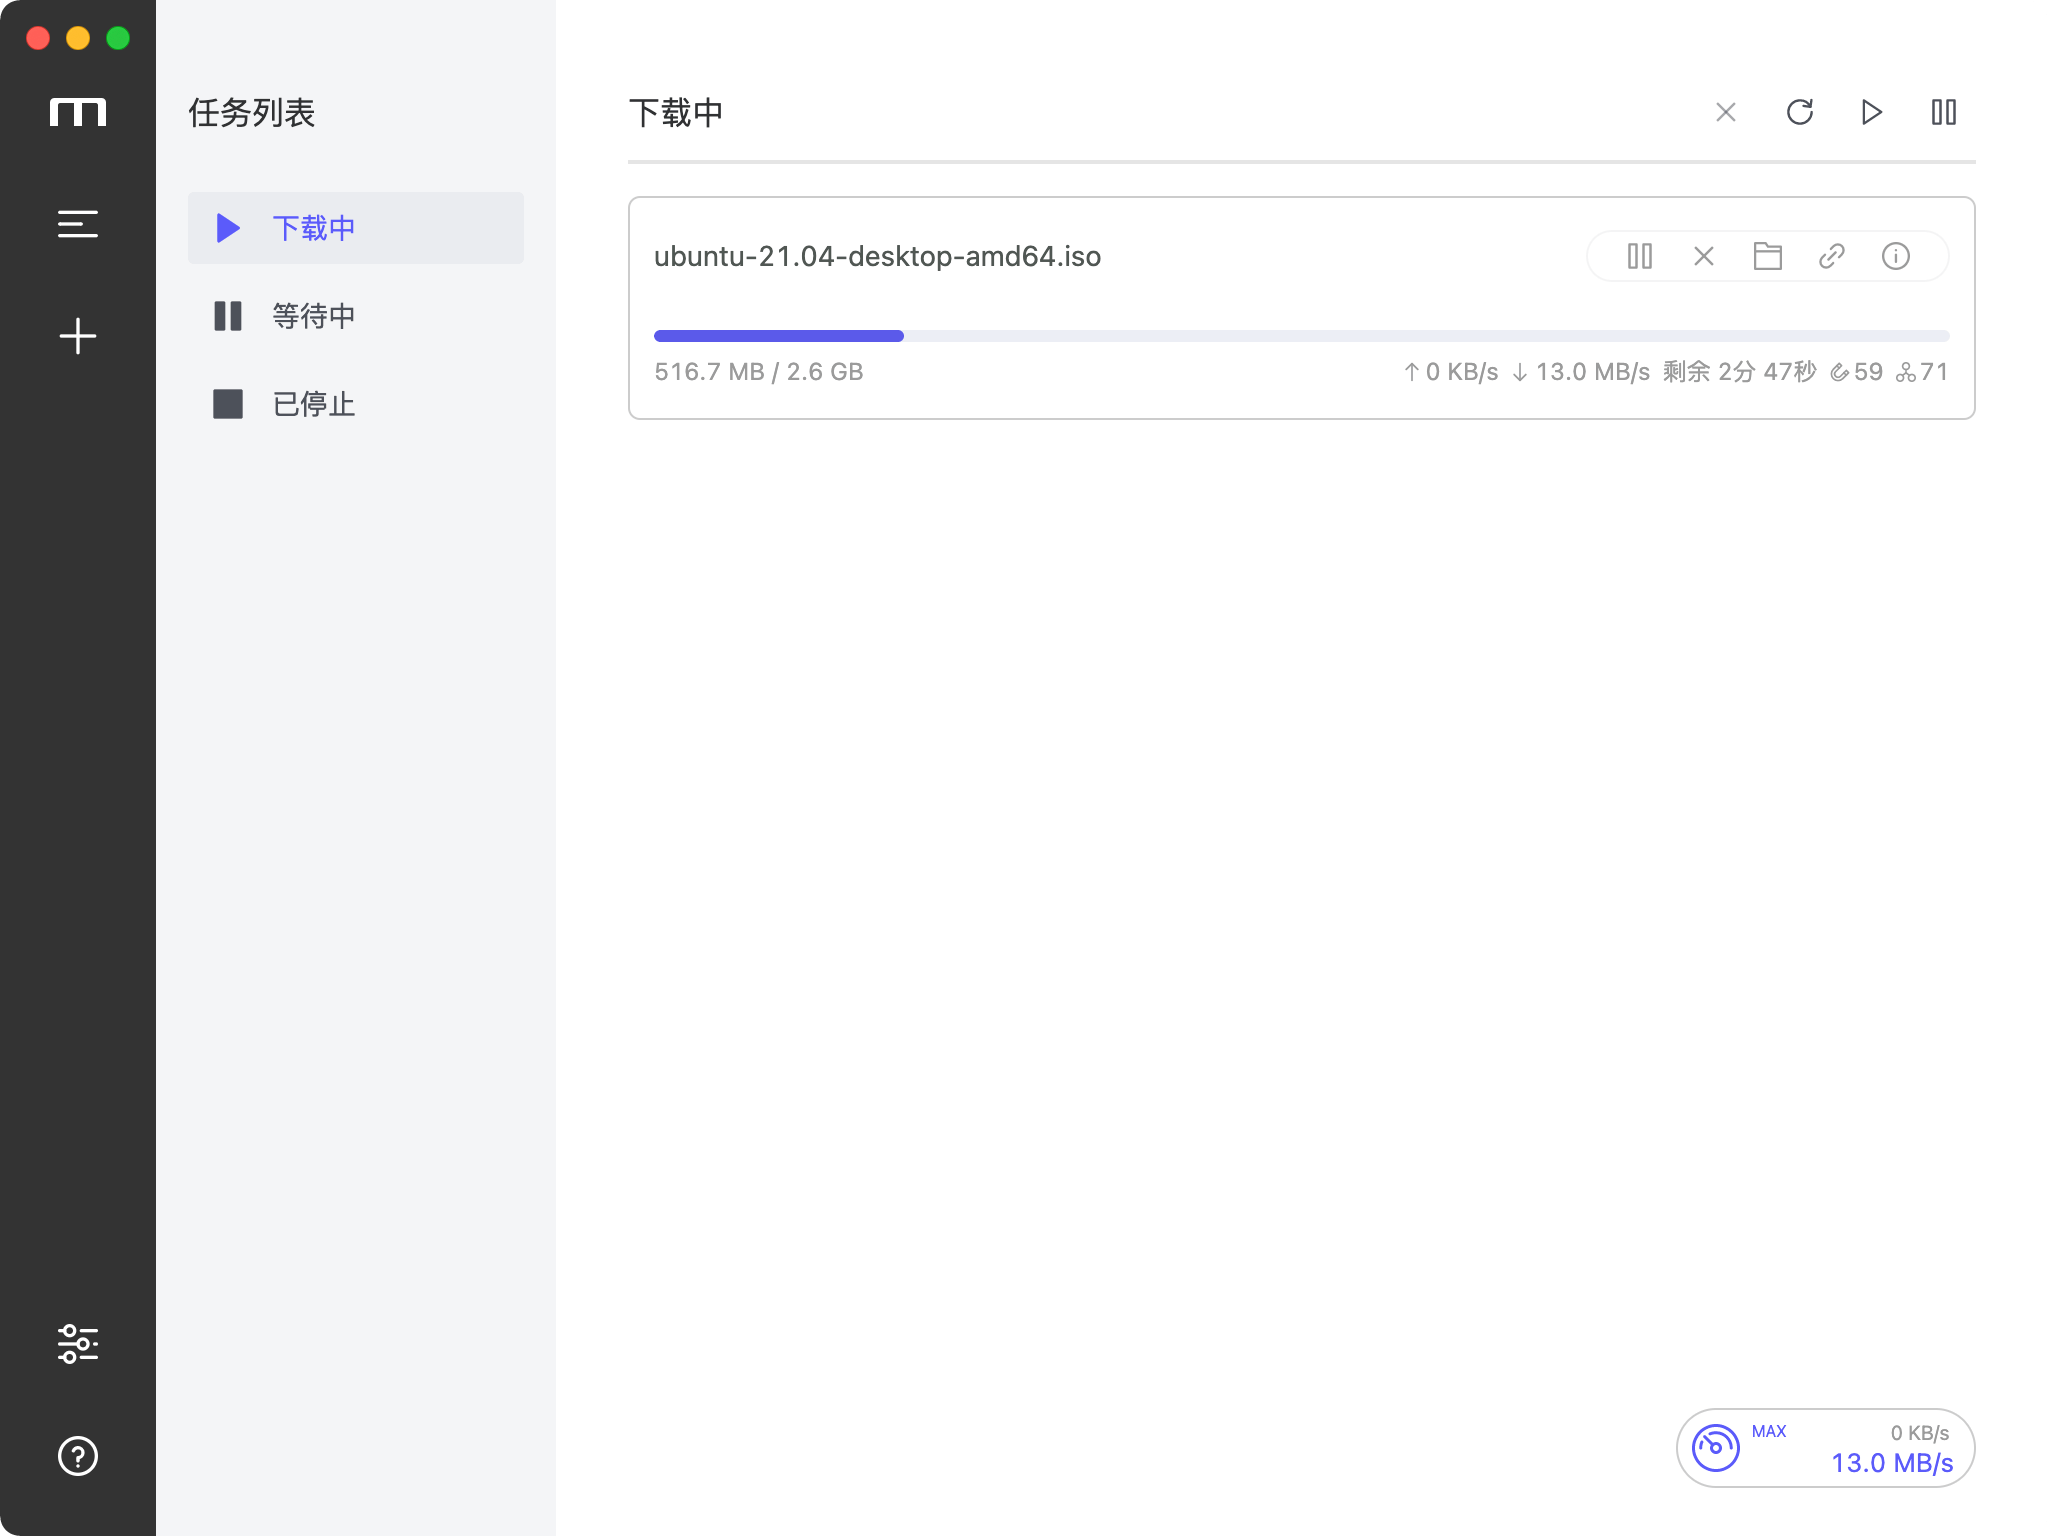 任务列表
下载中
等待中
已停止
下载中
ubuntu-21.04-desktop-amd64.iso
516.7 MB / 2.6 GB
↑0 KB/s ↓13.0 MB/s 剩余 2分 47秒 59 71
MAX
0 KB/s
13.0 MB/s